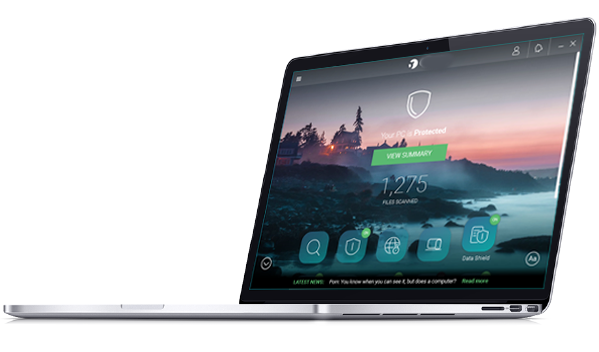 Your PC is Protected
VIEW SUMMARY
1,275
FILES SCANNED
Data Shield
Aa
LATEST NEWS: Porn: You know when you can see it, but does a computer? Read more